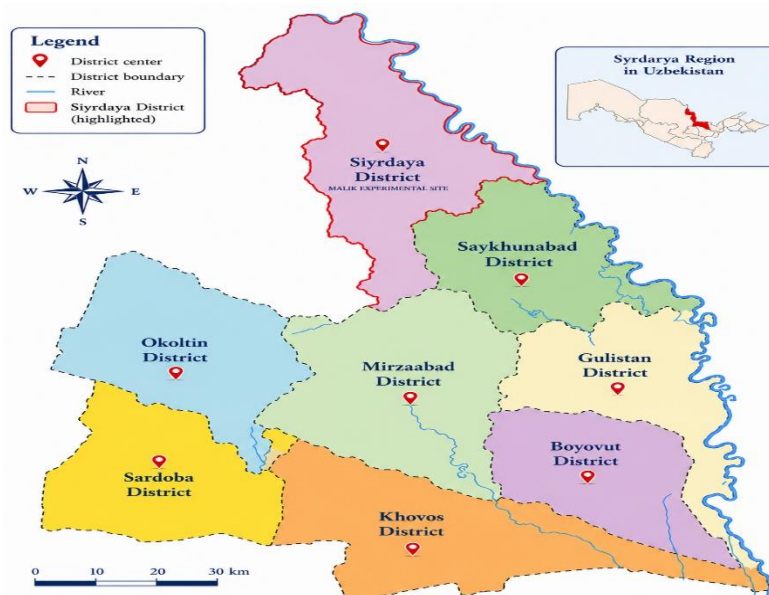 Legend
District center
District boundary
River
Siyrdaya District
(highlighted)
Syrdarya Region
in Uzbekistan
N
W
E
S
Siyrdaya
District
MALIK EXPERIMENTAL SITE
Saykhunabad
District
Okoltin
District
Mirzaabad
District
Gulistan
District
Boyovut
District
Sardoba
District
Khovos
District
0 10 20 30 km